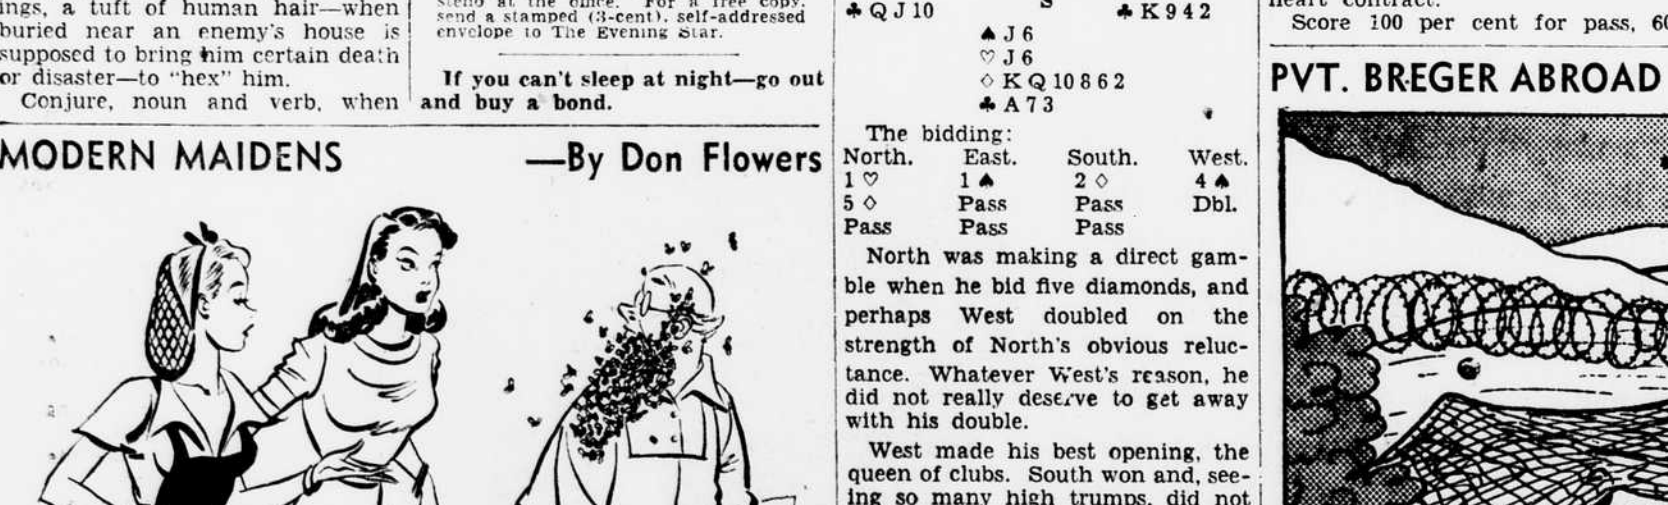 ings, a tuft of human hair—when
buried near an enemy's house is
supposed to bring him certain death
or disaster—to "hex" him.
Conjure, noun and verb, when
steno at the office. For a free copy,
send a stamped (3-cent), self-addressed
envelope to The Evening Star.
If you can't sleep at night—go out
and buy a bond.
MODERN MAIDENS —By Don Flowers
♣ Q J 10 S ♣ K 9 4 2
♠ J 6
♡ J 6
♢ K Q 10 8 6 2
♣ A 7 3
The bidding:
North. East. South. West.
1 ♡ 1 ♠ 2 ♢ 4 ♠
5 ♢ Pass Pass Dbl.
Pass Pass Pass
North was making a direct gam-
ble when he bid five diamonds, and
perhaps West doubled on the
strength of North's obvious reluc-
tance. Whatever West's reason, he
did not really deserve to get away
with his double.
West made his best opening, the
queen of clubs. South won and, see-
ing so many high trumps, did not
heart contract.
Score 100 per cent for pass, 60
PVT. BREGER ABROAD